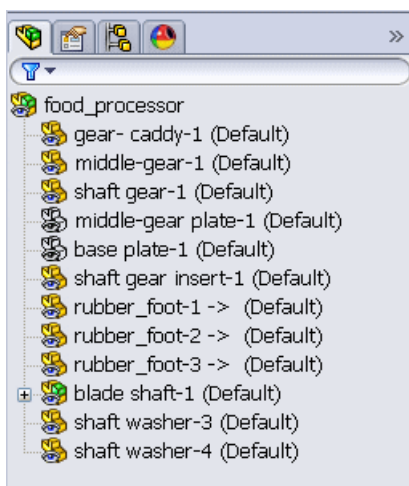 food_processor
gear- caddy-1 (Default)
middle-gear-1 (Default)
shaft gear-1 (Default)
middle-gear plate-1 (Default)
base plate-1 (Default)
shaft gear insert-1 (Default)
rubber_foot-1 -> (Default)
rubber_foot-2 -> (Default)
rubber_foot-3 -> (Default)
blade shaft-1 (Default)
shaft washer-3 (Default)
shaft washer-4 (Default)